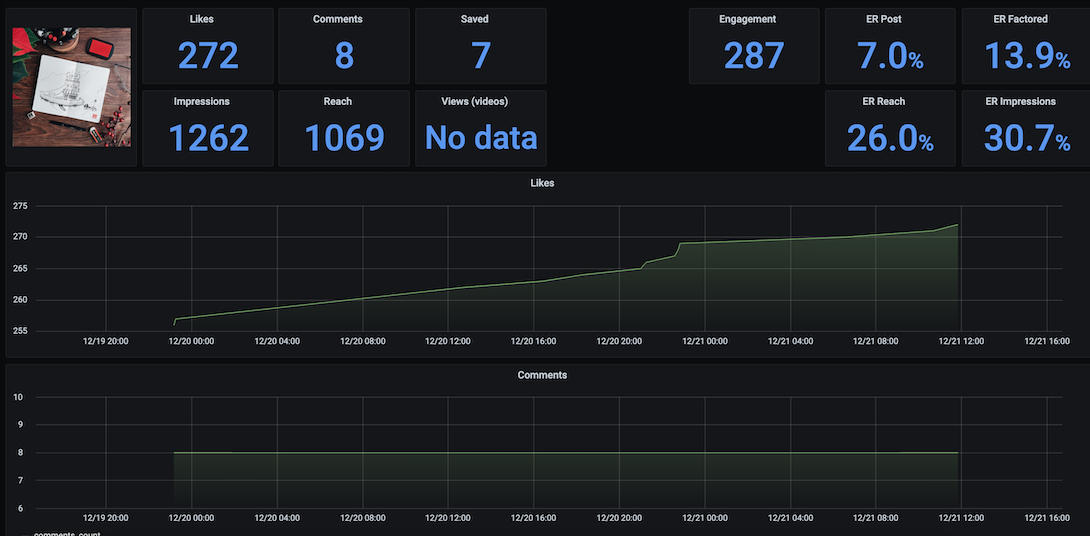 Likes
272
Comments
8
Saved
7
Engagement
287
ER Post
7.0%
ER Factored
13.9%
Impressions
1262
Reach
1069
Views (videos)
No data
ER Reach
26.0%
ER Impressions
30.7%
Likes
275
270
265
260
255
12/19 20:00 12/20 00:00 12/20 04:00 12/20 08:00 12/20 12:00 12/20 16:00 12/20 20:00 12/21 00:00 12/21 04:00 12/21 08:00 12/21 12:00 12/21 16:00
Comments
10
9
8
7
6
12/19 20:00 12/20 00:00 12/20 04:00 12/20 08:00 12/20 12:00 12/20 16:00 12/20 20:00 12/21 00:00 12/21 04:00 12/21 08:00 12/21 12:00 12/21 16:00
comments_count